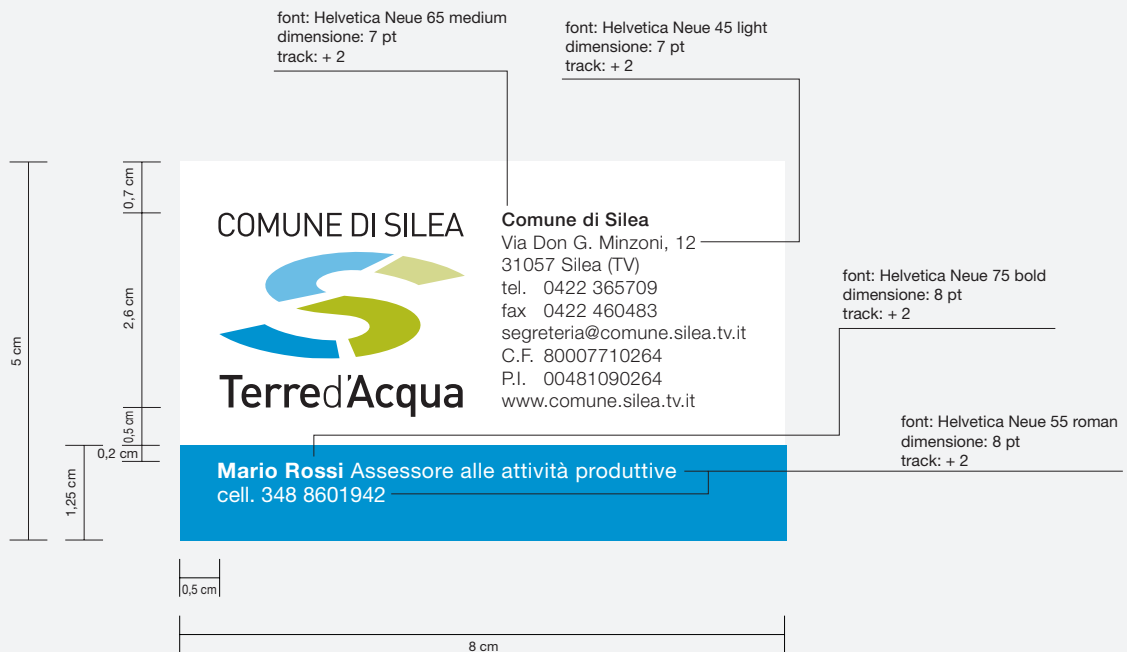 font: Helvetica Neue 65 medium
dimensione: 7 pt
track: + 2
font: Helvetica Neue 45 light
dimensione: 7 pt
track: + 2
0,7 cm
2,6 cm
5 cm
0,5 cm
0,2 cm
1,25 cm
COMUNE DI SILEA
Terred'Acqua
Comune di Silea
Via Don G. Minzoni, 12
31057 Silea (TV)
tel. 0422 365709
fax 0422 460483
segreteria@comune.silea.tv.it
C.F. 80007710264
P.I. 00481090264
www.comune.silea.tv.it
font: Helvetica Neue 75 bold
dimensione: 8 pt
track: + 2
font: Helvetica Neue 55 roman
dimensione: 8 pt
track: + 2
Mario Rossi Assessore alle attività produttive
cell. 348 8601942
0,5 cm
8 cm